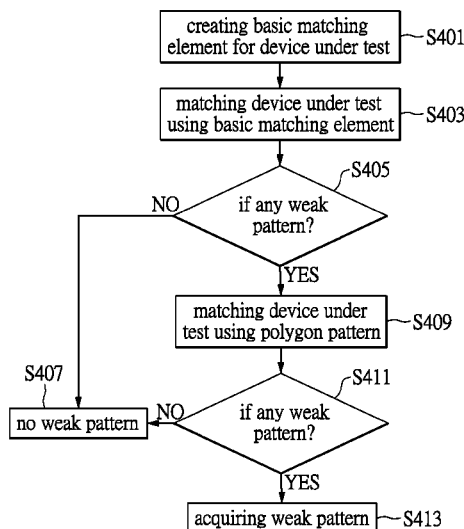 creating basic matching
element for device under test
S401
matching device under test
using basic matching element
S403
S405
NO
if any weak
pattern?
YES
matching device under
test using polygon pattern
S409
S407
S411
no weak pattern
NO
if any weak
pattern?
YES
acquiring weak pattern
S413